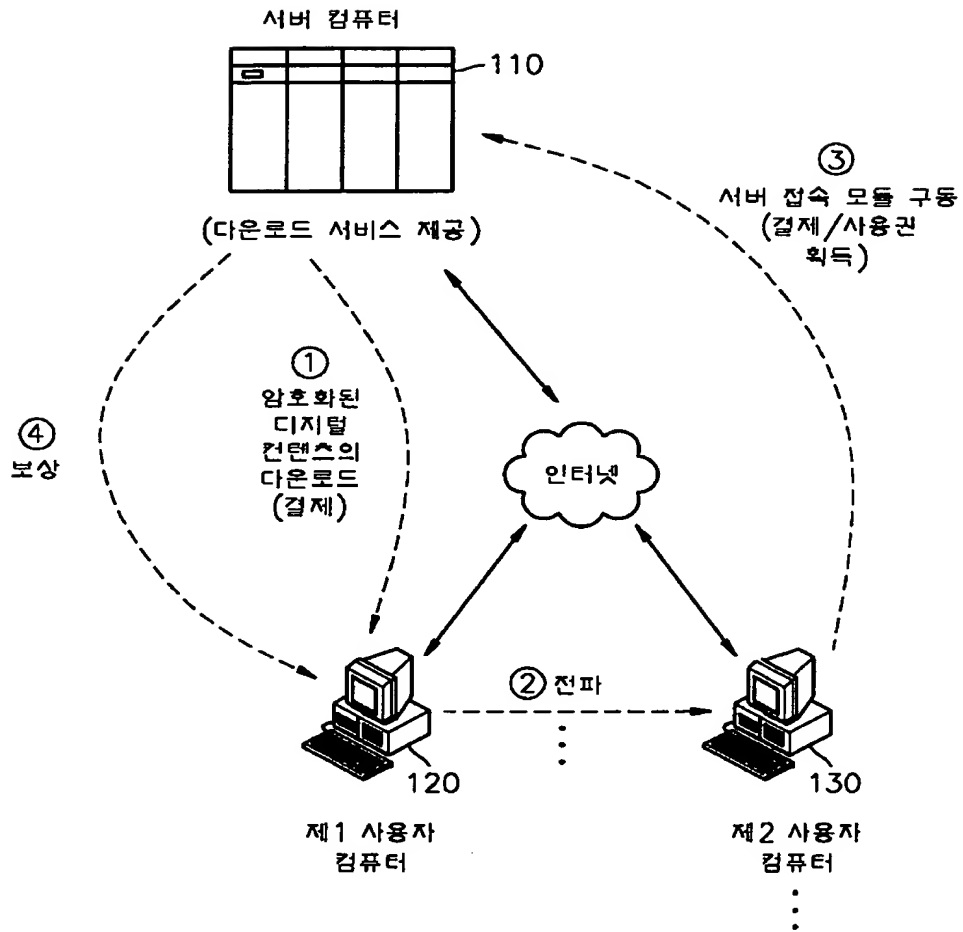 서버 컴퓨터
110
(다운로드 서비스 제공)
③
서버 접속 모듈 구동
(결제/사용권
획득)
①
암호화된
디지털
컨텐츠의
다운로드
(결제)
④
보상
인터넷
② 전파
120
130
제1 사용자
컴퓨터
제2 사용자
컴퓨터